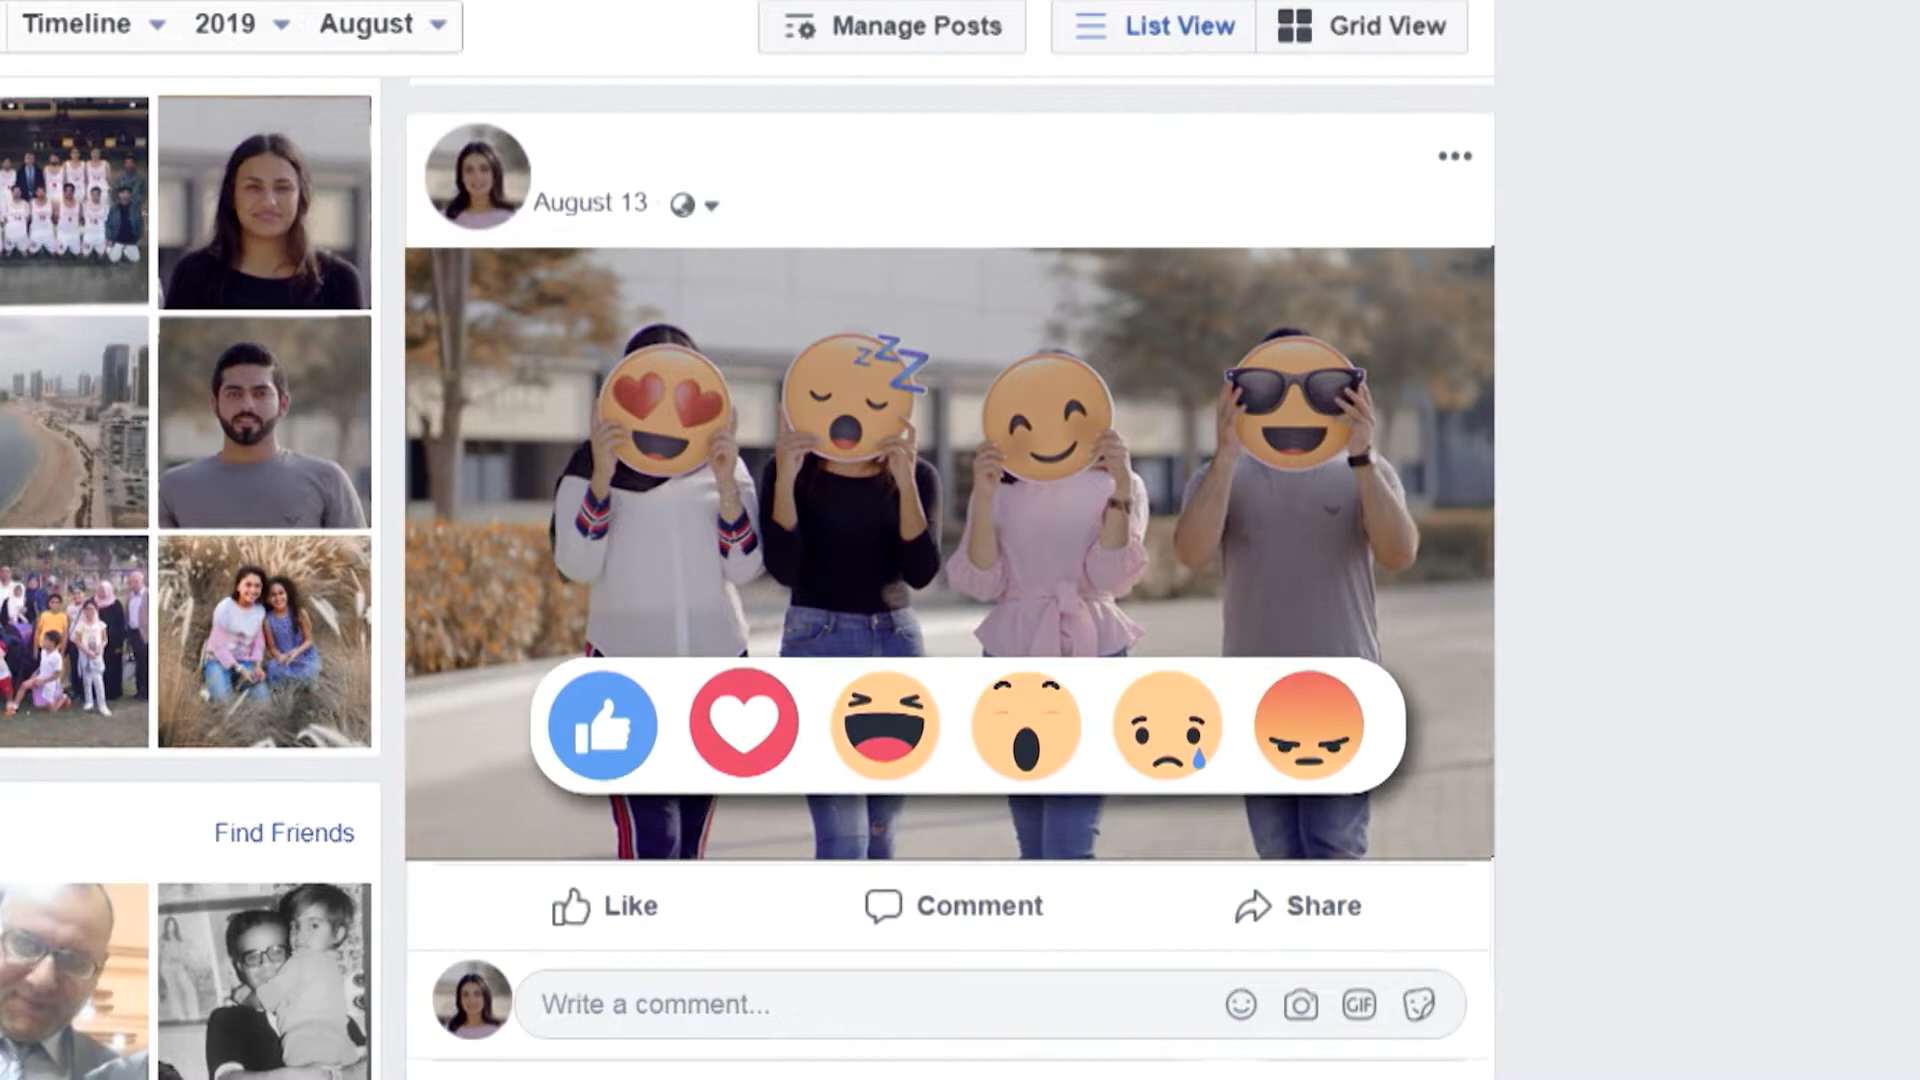 Timeline 2019 August Manage Posts List View Grid View
August 13
z z Z
Find Friends
Like Comment Share
Write a comment... GIF